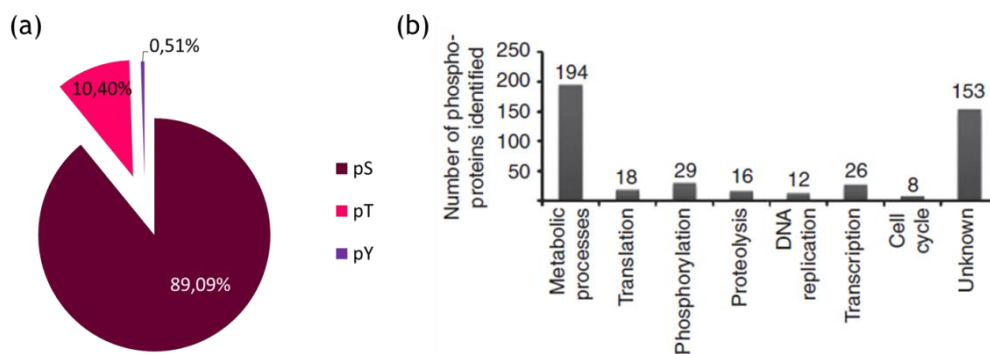 (a)
0,51%
10,40%
89,09%
pS
pT
pY
(b)
Number of phospho-
proteins identified
250
200
150
100
50
194
18
29
16
12
26
8
153
Metabolic
processes
Translation
Phosphorylation
Proteolysis
DNA
replication
Transcription
Cell
cycle
Unknown